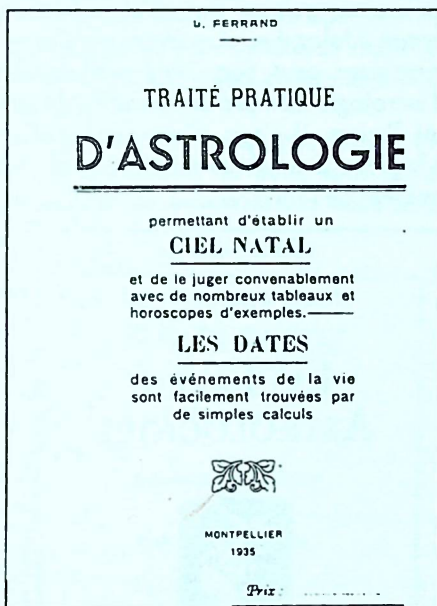 L. FERRAND
TRAITÉ PRATIQUE
D'ASTROLOGIE
permettant d'établir un
CIEL NATAL
et de le juger convenablement
avec de nombreux tableaux et
horoscopes d'exemples.
LES DATES
des événements de la vie
sont facilement trouvées par
de simples calculs
MONTPELLIER
1935
Prix :